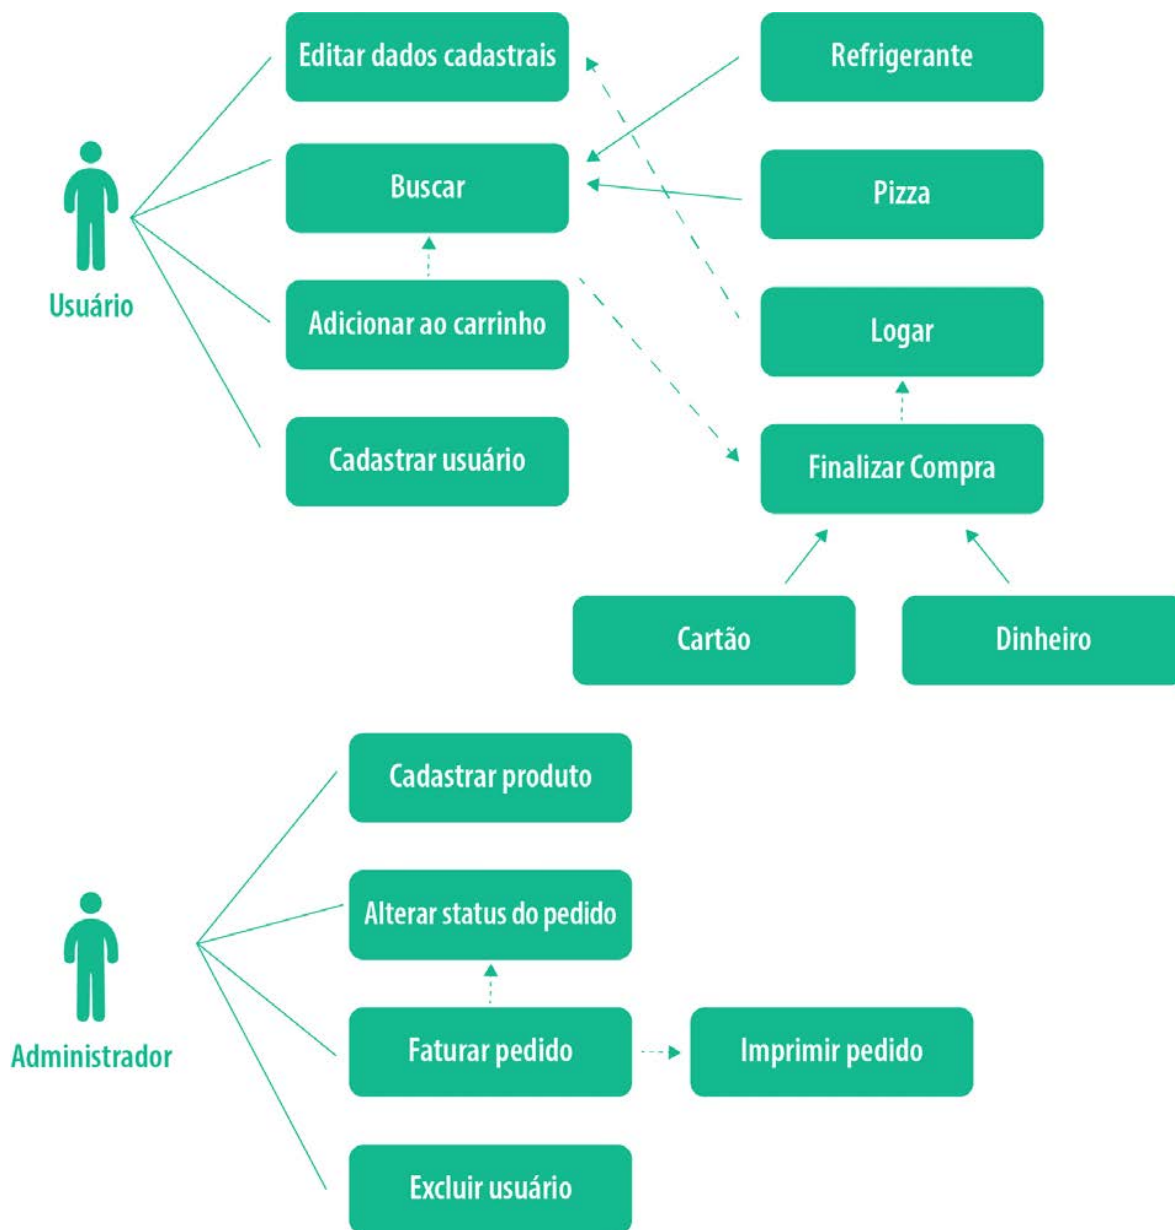 Editar dados cadastrais
Refrigerante
Buscar
Pizza
Usuário
Adicionar ao carrinho
Logar
Cadastrar usuário
Finalizar Compra
Cartão
Dinheiro
Cadastrar produto
Alterar status do pedido
Administrador
Faturar pedido
Imprimir pedido
Excluir usuário